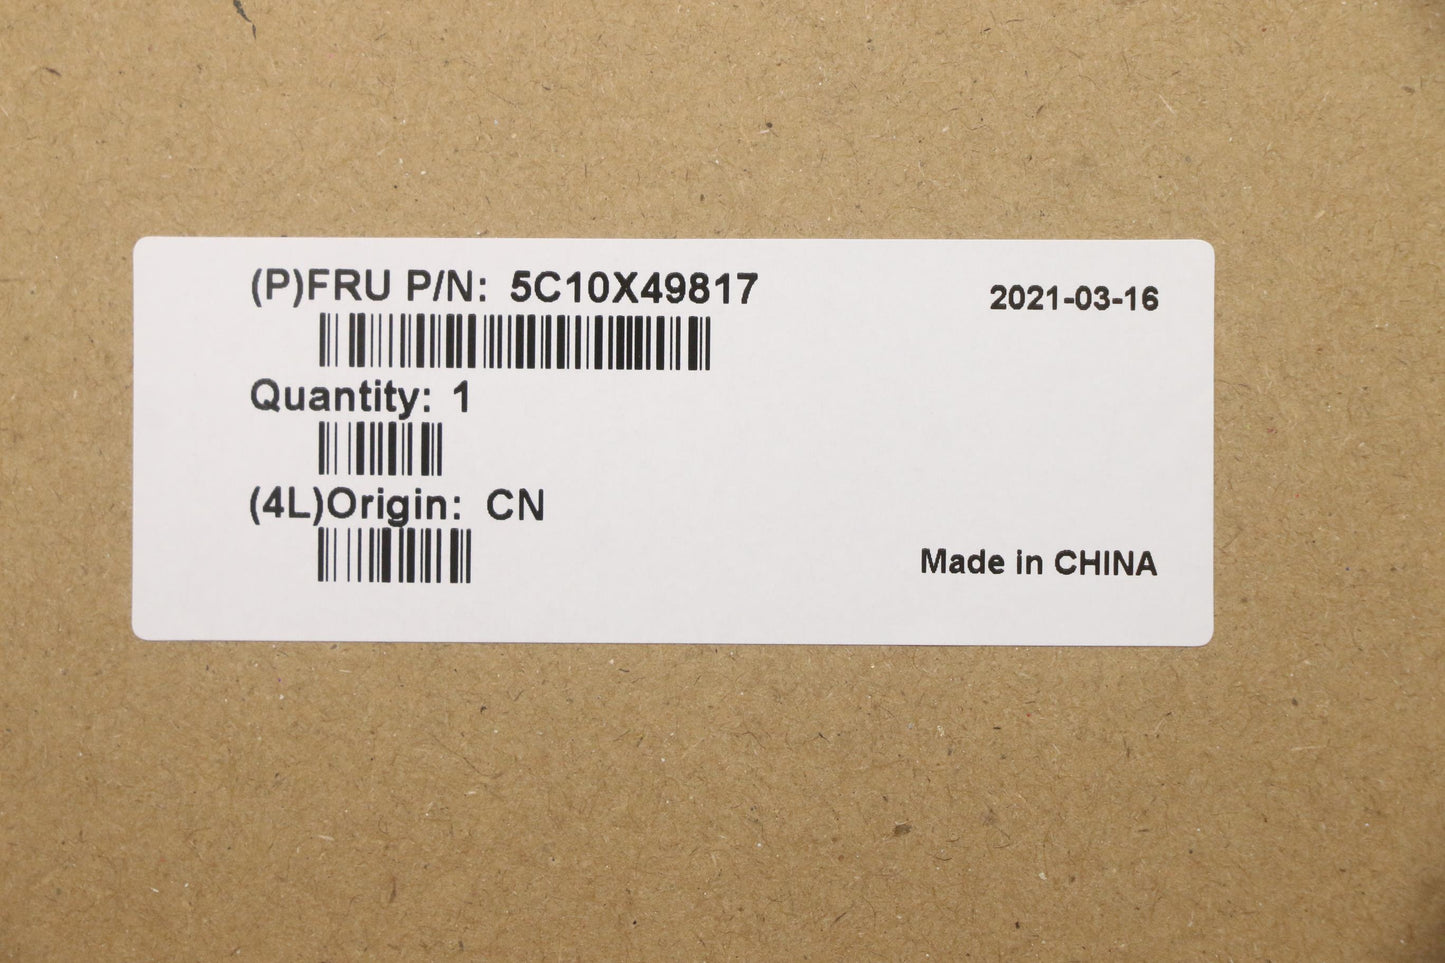 (P)FRU P/N: 5C10X49817
2021-03-16
Quantity: 1
(4L)Origin: CN
Made in CHINA